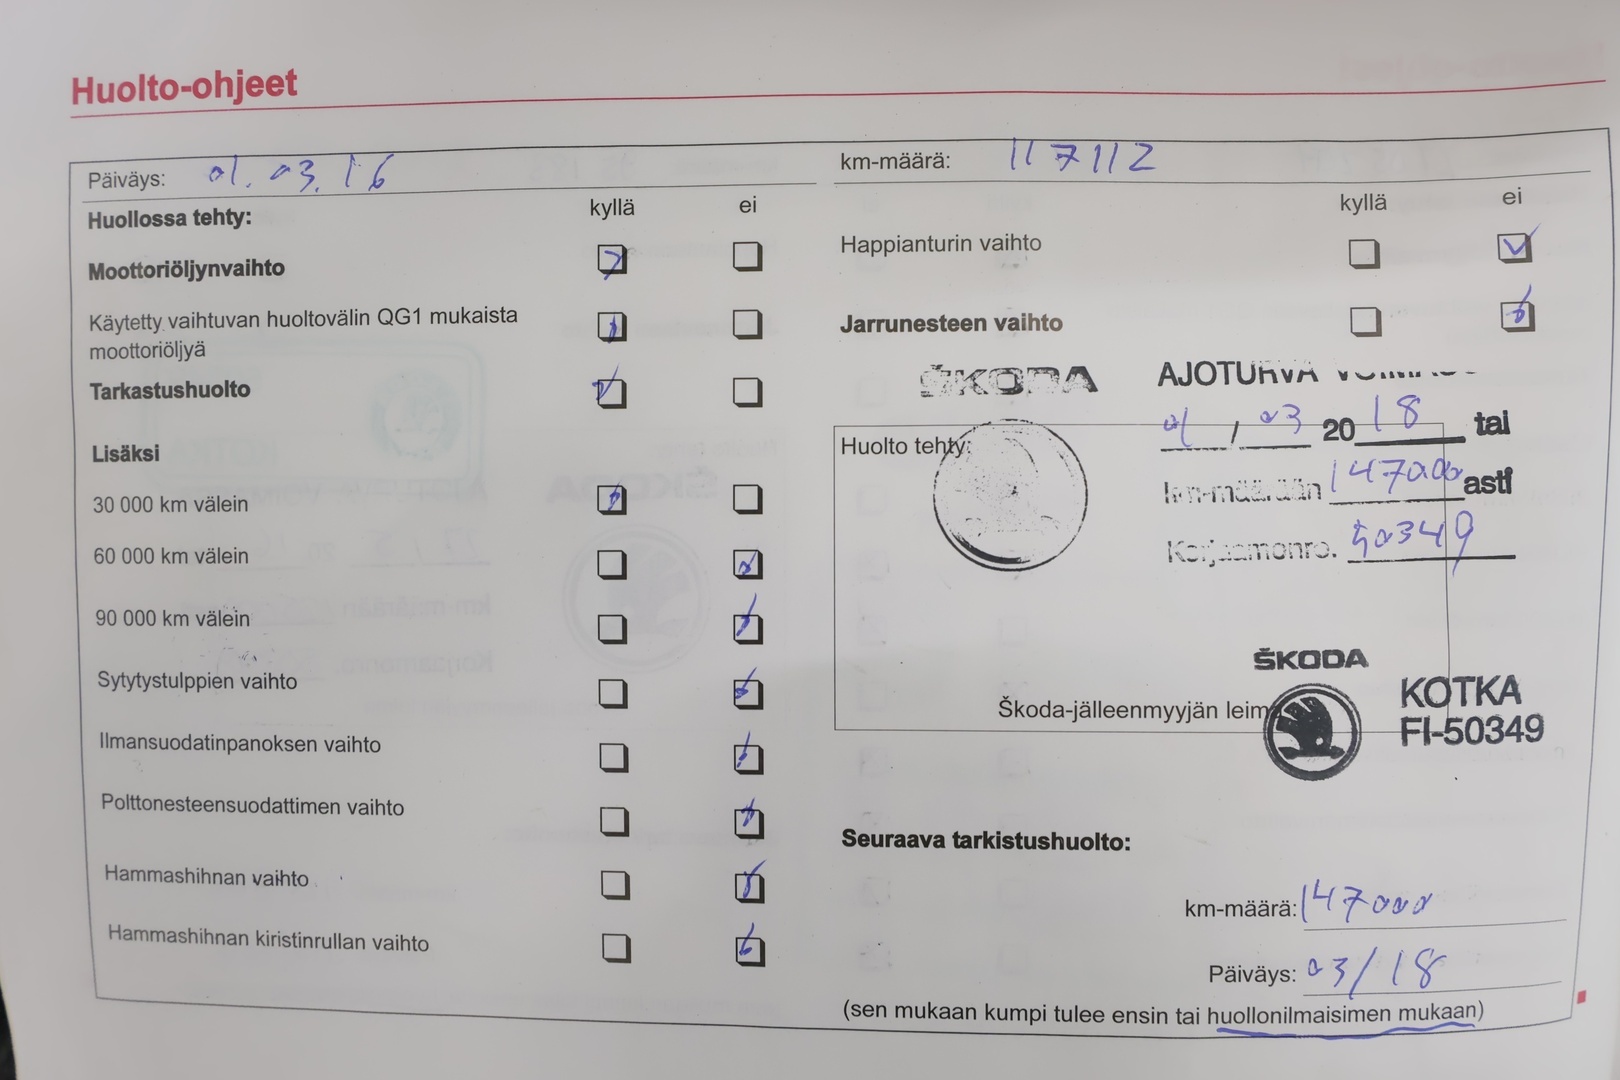 Huolto-ohjeet
Päiväys: 01.03.16
km-määrä: 117112
Huollossa tehty: kyllä ei
kyllä ei
Moottoriöljynvaihto
Happianturin vaihto
Käytetty vaihtuvan huoltovälin QG1 mukaista
moottoriöljyä
Jarrunesteen vaihto
Tarkastushuolto
ŠKODA AJOTURVA
01 / 03 2018 tai
Huolto tehty:
km-määrään 147000 asti
Korjaamonro. 50349
Lisäksi
30 000 km välein
60 000 km välein
90 000 km välein
Sytytystulppien vaihto
Ilmansuodatinpanoksen vaihto
Polttonesteensuodattimen vaihto
Hammashihnan vaihto
Hammashihnan kiristinrullan vaihto
ŠKODA
KOTKA
FI-50349
Škoda-jälleenmyyjän leima
Seuraava tarkistushuolto:
km-määrä: 147000
Päiväys: 03/18
(sen mukaan kumpi tulee ensin tai huollonilmaisimen mukaan)